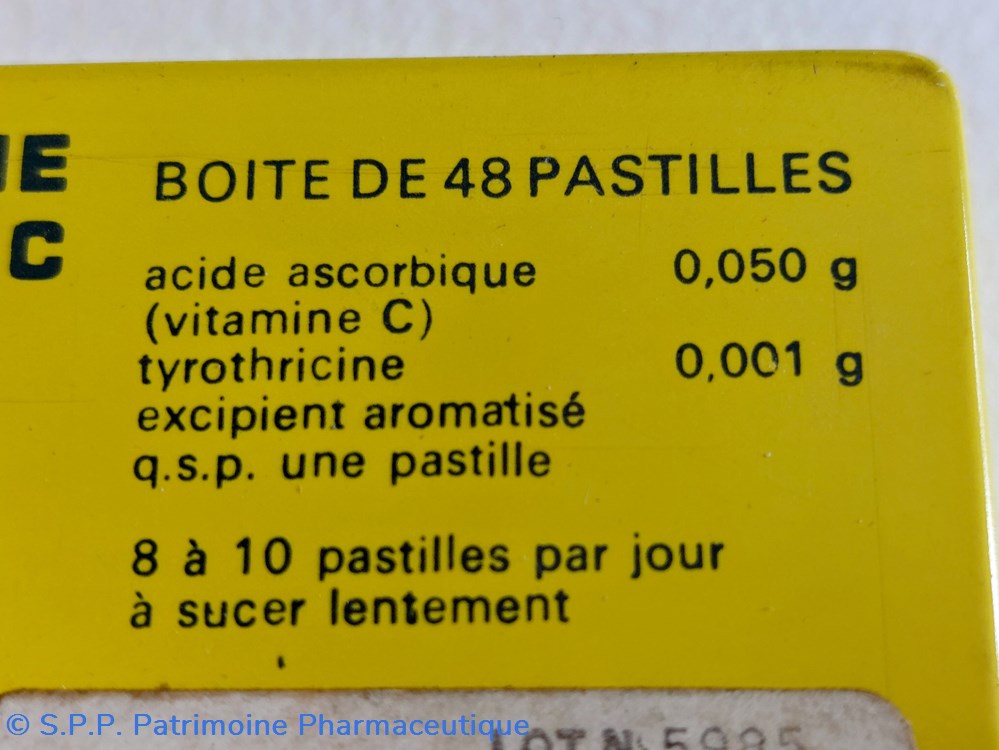 BOITE DE 48 PASTILLES
C
acide ascorbique 0,050 g
(vitamine C)
tyrothricine 0,001 g
excipient aromatisé
q.s.p. une pastille
8 à 10 pastilles par jour
à sucer lentement
© S.P.P. Patrimoine Pharmaceutique
LOT N